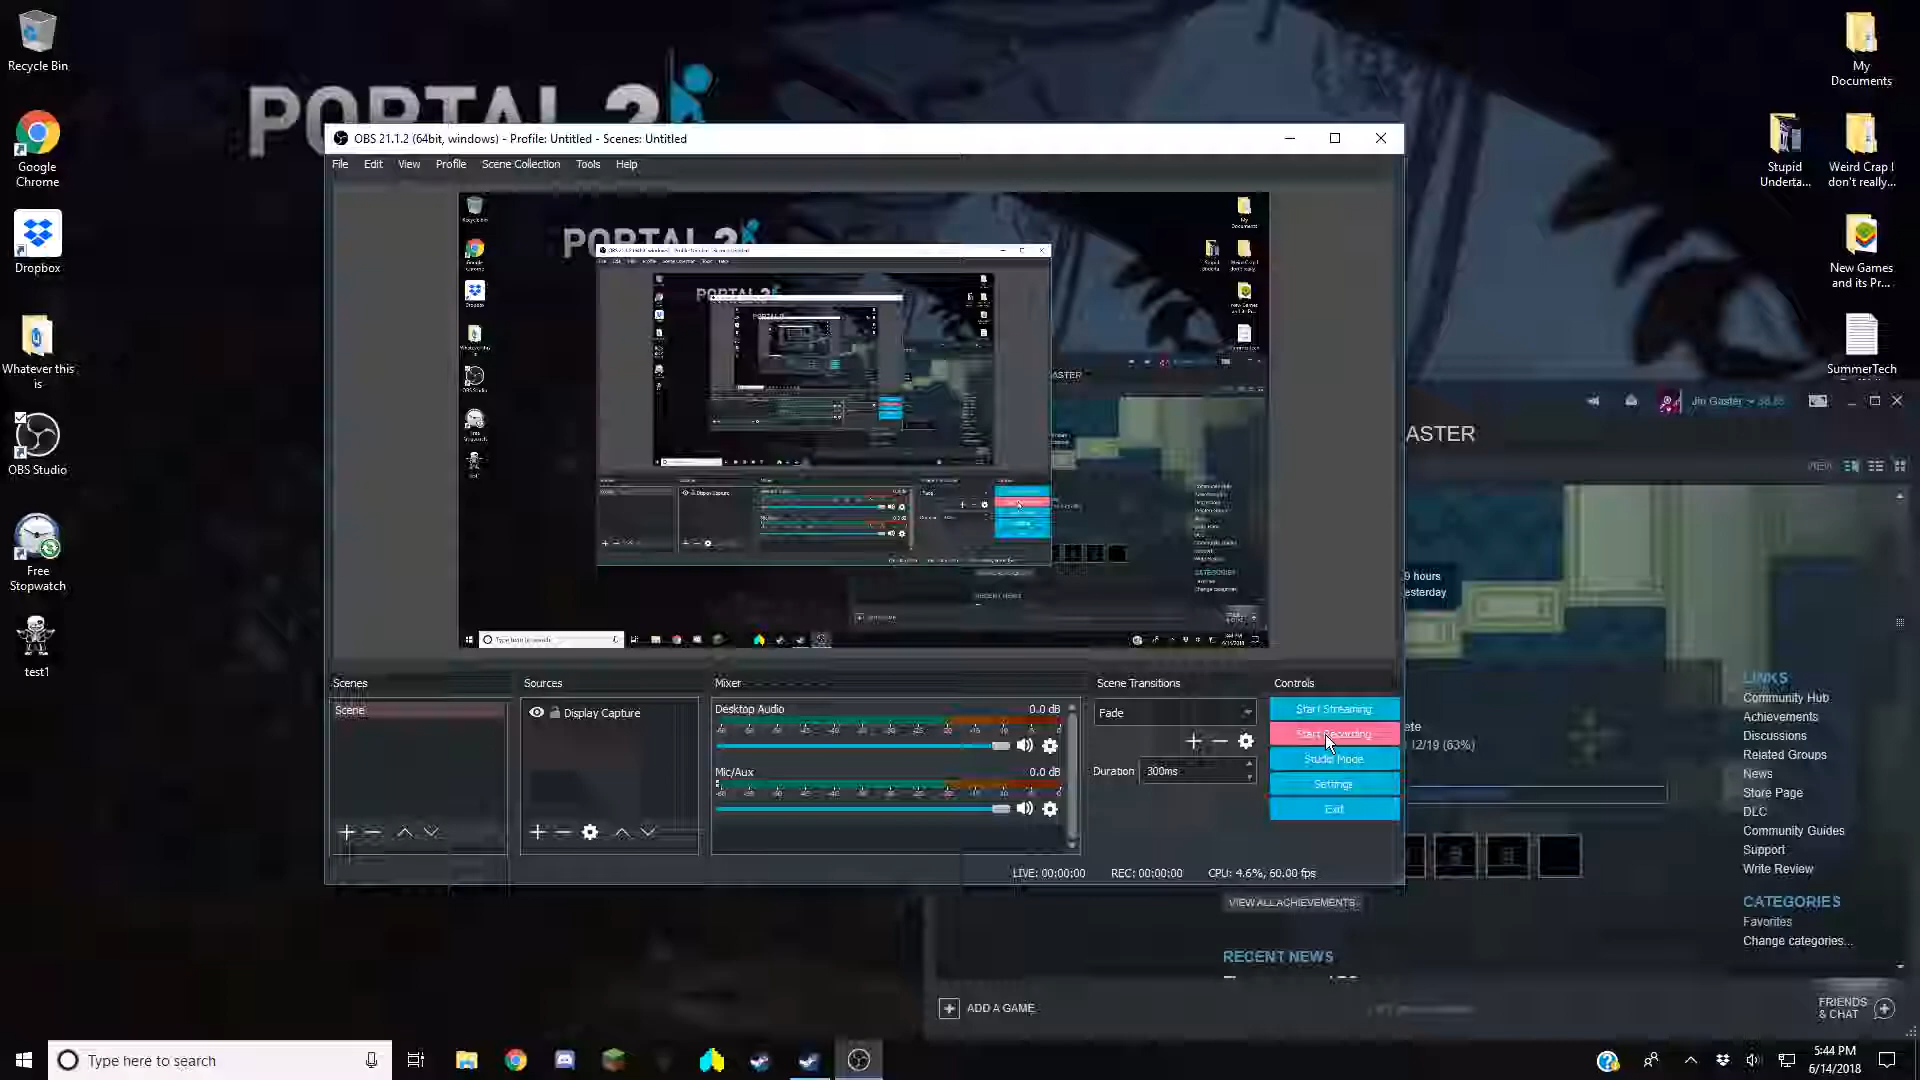 Recycle Bin
Google
Chrome
Dropbox
Whatever this
is
OBS Studio
Free
Stopwatch
test1
PORTAL 2
My
Documents
Stupid
Underta...
Weird Crap I
don't really...
New Games
and its Pr...
SummerTech
OBS 21.1.2 (64bit, windows) - Profile: Untitled - Scenes: Untitled
File Edit View Profile Scene Collection Tools Help
Scenes
Scene
Sources
Display Capture
Mixer
Desktop Audio 0.0 dB
Mic/Aux 0.0 dB
Scene Transitions
Fade
Duration 300ms
Controls
Start Streaming
Start Recording
Studio Mode
Settings
Exit
LIVE: 00:00:00 REC: 00:00:00 CPU: 4.6%, 60.00 fps
Jin Gaster
ASTER
VIEW
9 hours
esterday
ete
12/19 (63%)
LINKS
Community Hub
Achievements
Discussions
Related Groups
News
Store Page
DLC
Community Guides
Support
Write Review
CATEGORIES
Favorites
Change categories...
VIEW ALL ACHIEVEMENTS
RECENT NEWS
ADD A GAME
FRIENDS
& CHAT
Type here to search
5:44 PM
6/14/2018